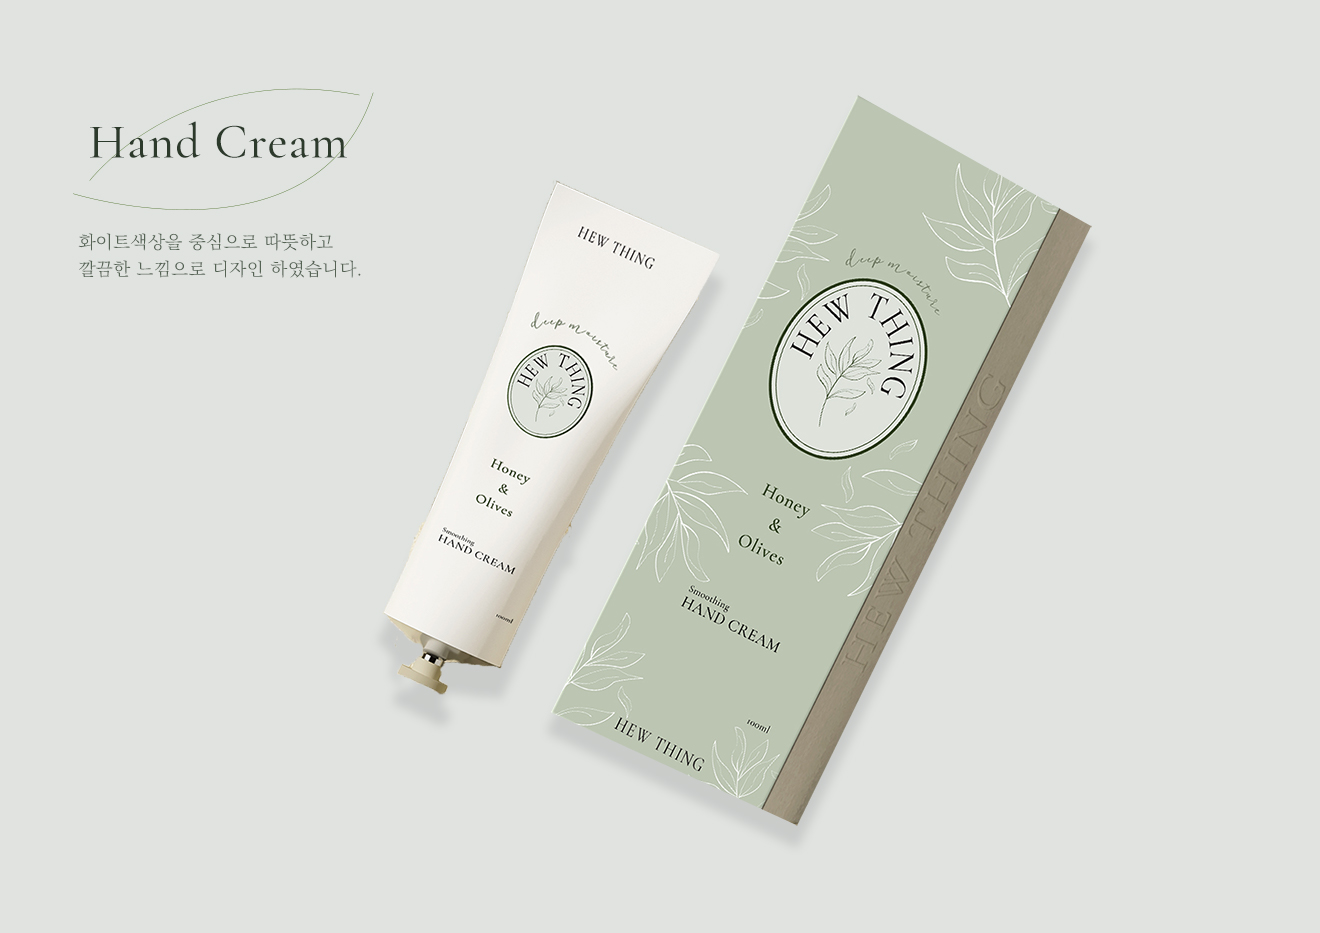 Hand Cream
화이트색상을 중심으로 따뜻하고
깔끔한 느낌으로 디자인 하였습니다.
HEW THING
deep moisture
HEW THING
Honey
&
Olives
Smoothing
HAND CREAM
100ml
deep moisture
HEW THING
Honey
&
Olives
Smoothing
HAND CREAM
100ml
HEW THING
HEW THING